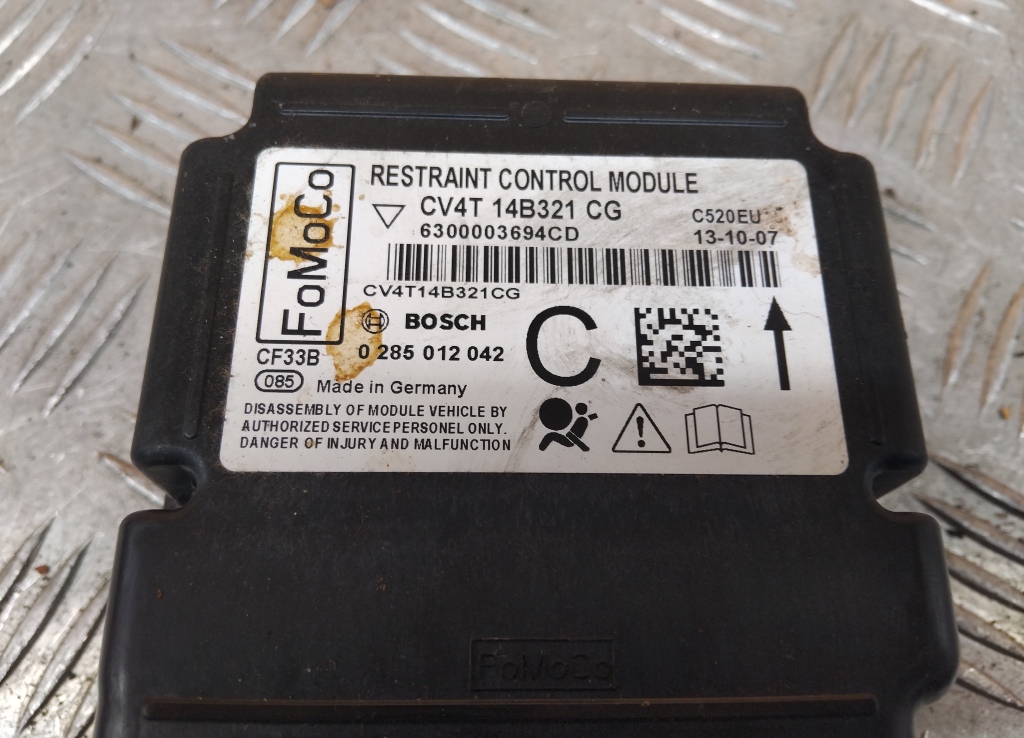 FoMoCo
RESTRAINT CONTROL MODULE
CV4T 14B321 CG
C520EU
6300003694CD
13-10-07
CV4T14B321CG
BOSCH
C
CF33B
0 285 012 042
085
Made in Germany
DISASSEMBLY OF MODULE VEHICLE BY
AUTHORIZED SERVICE PERSONEL ONLY.
DANGER OF INJURY AND MALFUNCTION
FoMoCo